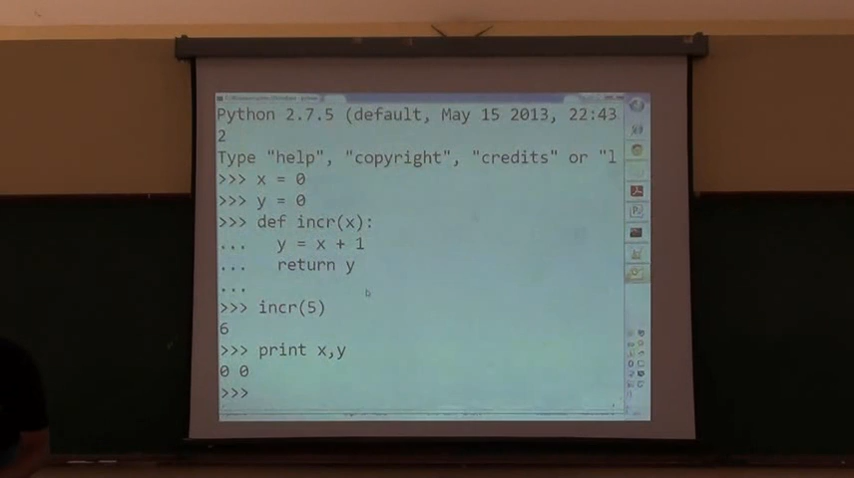 Python 2.7.5 (default, May 15 2013, 22:43
2
Type "help", "copyright", "credits" or "l
>>> x = 0
>>> y = 0
>>> def incr(x):
...   y = x + 1
...   return y
...
>>> incr(5)
6
>>> print x,y
0 0
>>>